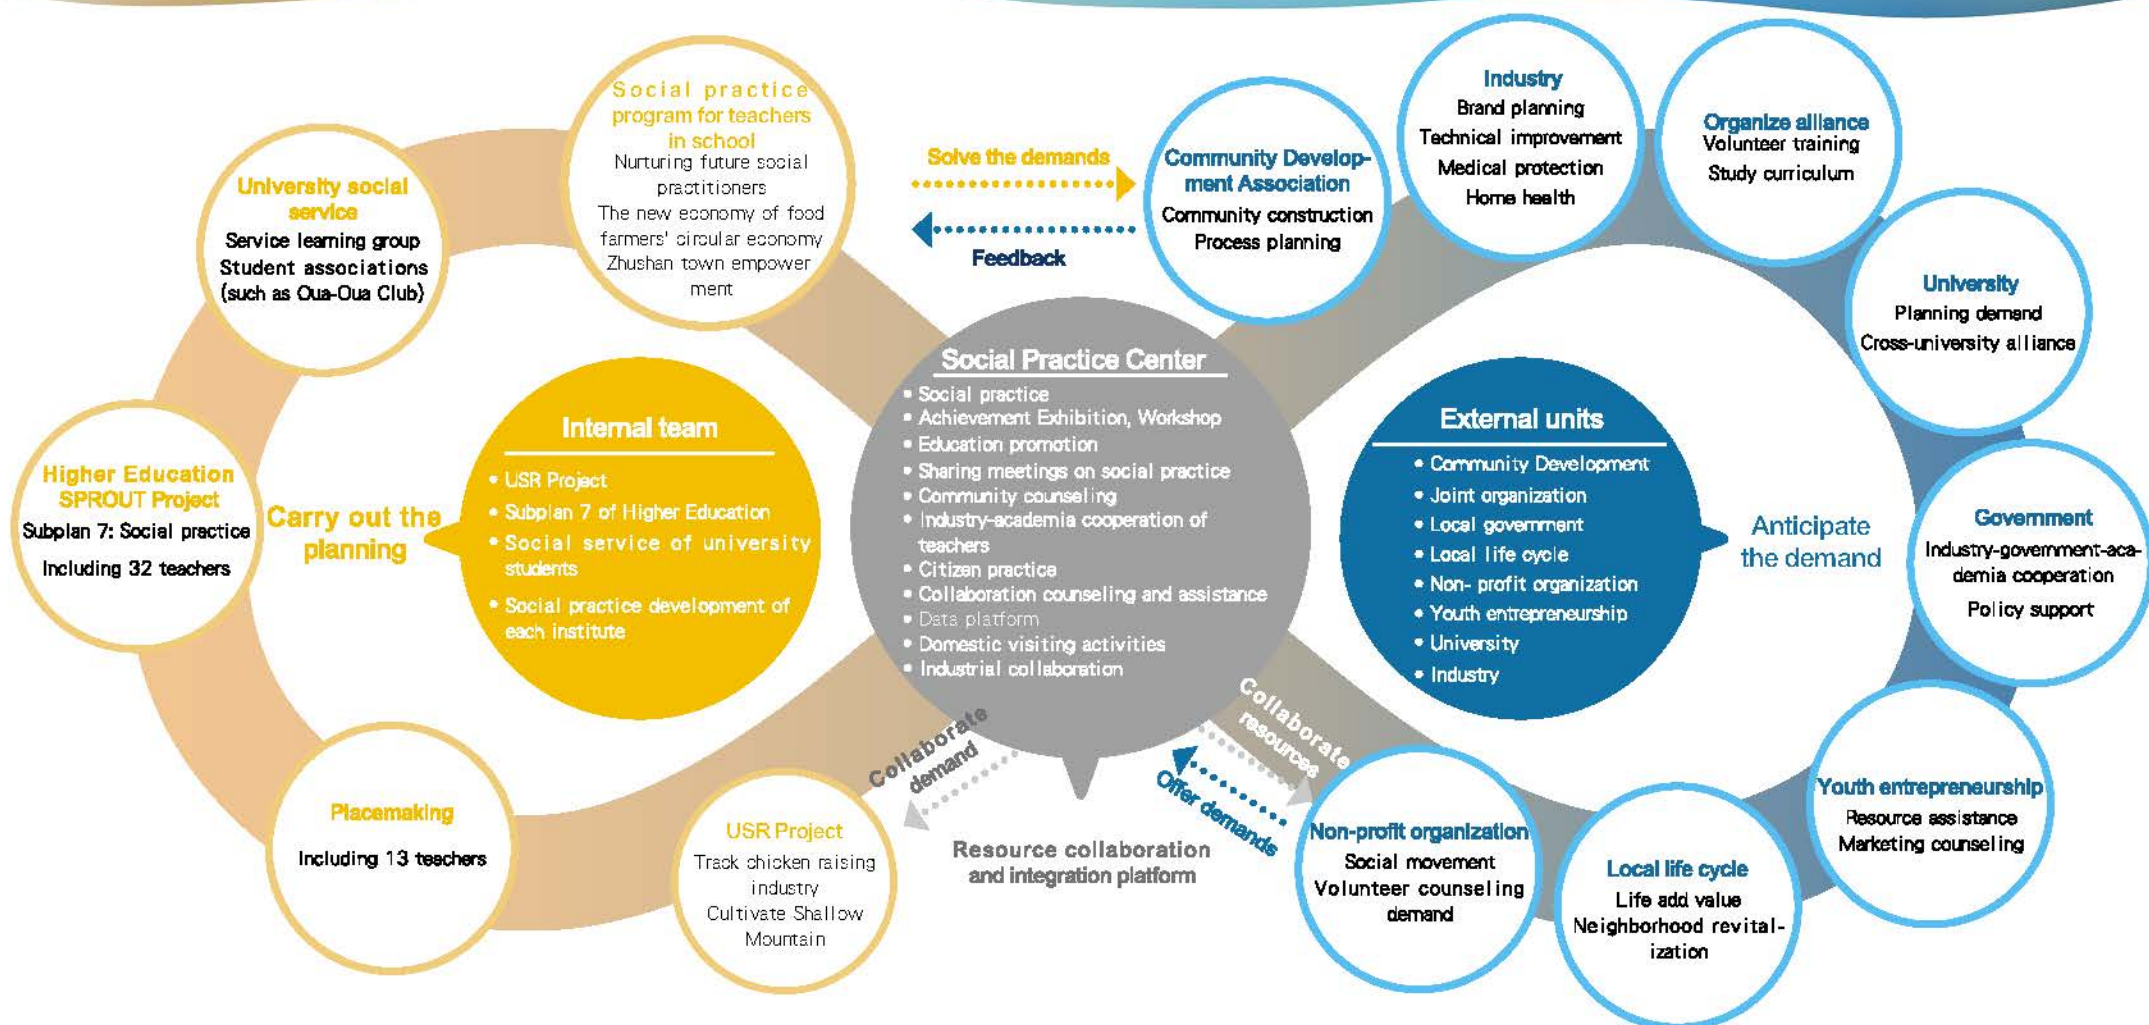 Social practice
program for teachers
in school
Nurturing future social
practitioners
The new economy of food
farmers' circular economy
Zhushan town empower
ment
University social
service
Service learning group
Student associations
(such as Oua-Oua Club)
Higher Education
SPROUT Project
Subplan 7: Social practice
Including 32 teachers
Placemaking
Including 13 teachers
USR Project
Track chicken raising
industry
Cultivate Shallow
Mountain
Carry out the
planning
Internal team
• USR Project
• Subplan 7 of Higher Education
• Social service of university
students
• Social practice development of
each institute
Solve the demands
Feedback
Social Practice Center
• Social practice
• Achievement Exhibition, Workshop
• Education promotion
• Sharing meetings on social practice
• Community counseling
• Industry-academia cooperation of
teachers
• Citizen practice
• Collaboration counseling and assistance
• Data platform
• Domestic visiting activities
• Industrial collaboration
Collaborate
demand
Collaborate
resources
Offer demands
Resource collaboration
and integration platform
External units
• Community Development
• Joint organization
• Local government
• Local life cycle
• Non- profit organization
• Youth entrepreneurship
• University
• Industry
Anticipate
the demand
Community Develop-
ment Association
Community construction
Process planning
Industry
Brand planning
Technical improvement
Medical protection
Home health
Organize alliance
Volunteer training
Study curriculum
University
Planning demand
Cross-university alliance
Government
Industry-government-aca-
demia cooperation
Policy support
Youth entrepreneurship
Resource assistance
Marketing counseling
Local life cycle
Life add value
Neighborhood revital-
ization
Non-profit organization
Social movement
Volunteer counseling
demand